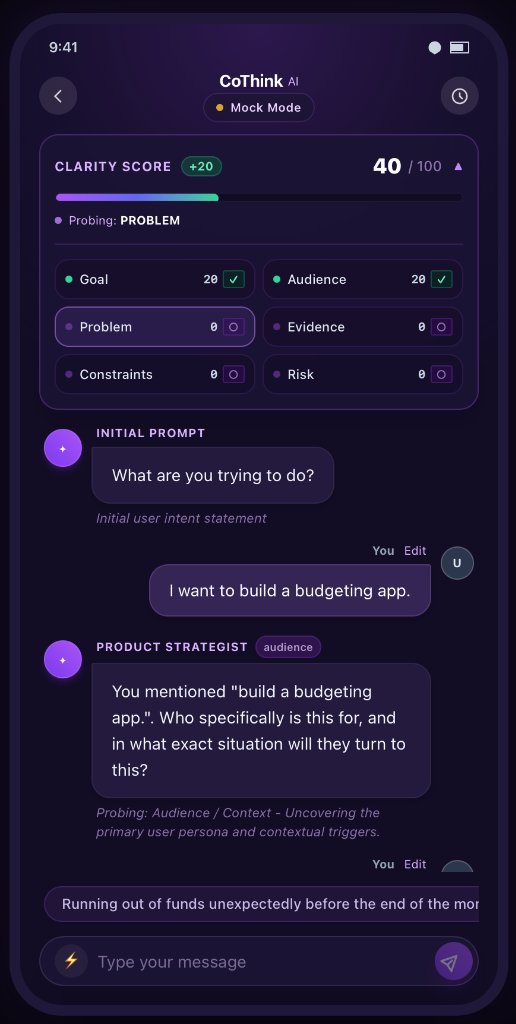 9:41
CoThink AI
Mock Mode
CLARITY SCORE +20 40 / 100
Probing: PROBLEM
Goal 20
Audience 20
Problem 0
Evidence 0
Constraints 0
Risk 0
INITIAL PROMPT
What are you trying to do?
Initial user intent statement
You Edit
U
I want to build a budgeting app.
PRODUCT STRATEGIST audience
You mentioned "build a budgeting
app.". Who specifically is this for, and
in what exact situation will they turn to
this?
Probing: Audience / Context - Uncovering the
primary user persona and contextual triggers.
You Edit
Running out of funds unexpectedly before the end of the
Type your message